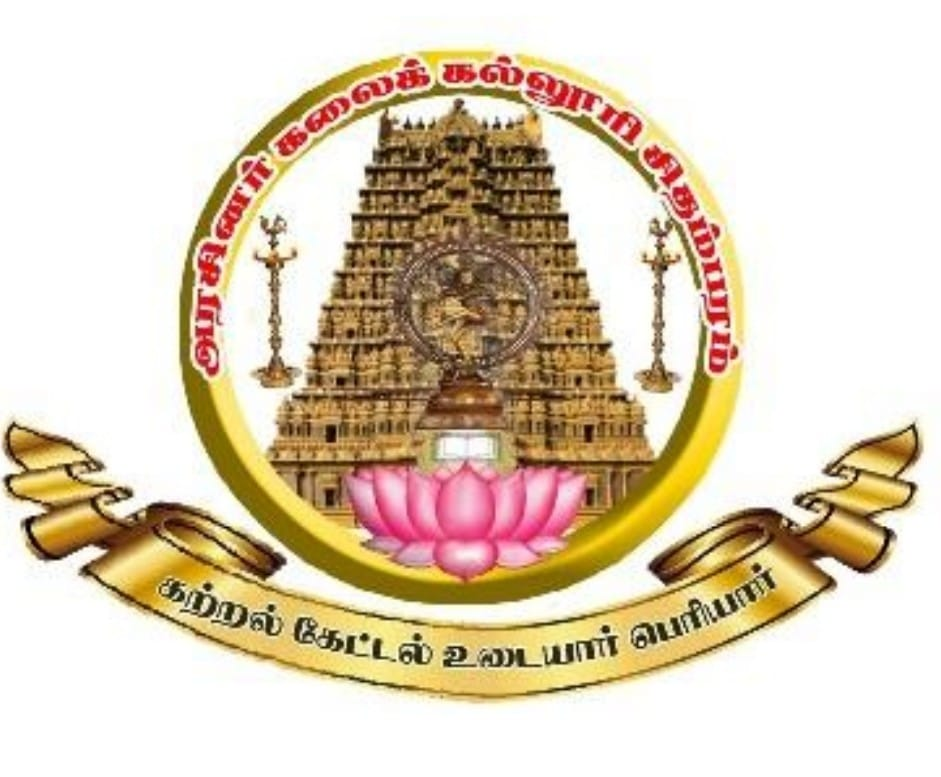 அரசினர் கலைக் கல்லூரி சிதம்பரம்
கற்றல் கேட்டல் உடையார் பெரியார்